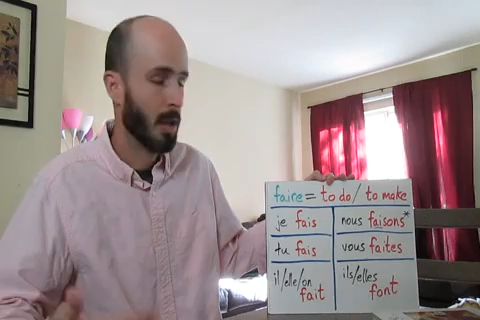 faire = to do/ to make
je fais
nous faisons*
tu fais
vous faites
il/elle/on fait
ils/elles font